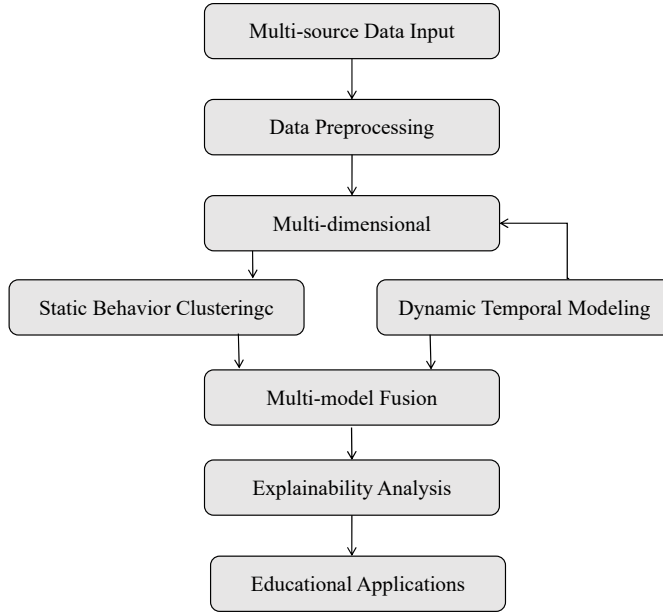 Multi-source Data Input
Data Preprocessing
Multi-dimensional
Static Behavior Clusteringc
Dynamic Temporal Modeling
Multi-model Fusion
Explainability Analysis
Educational Applications